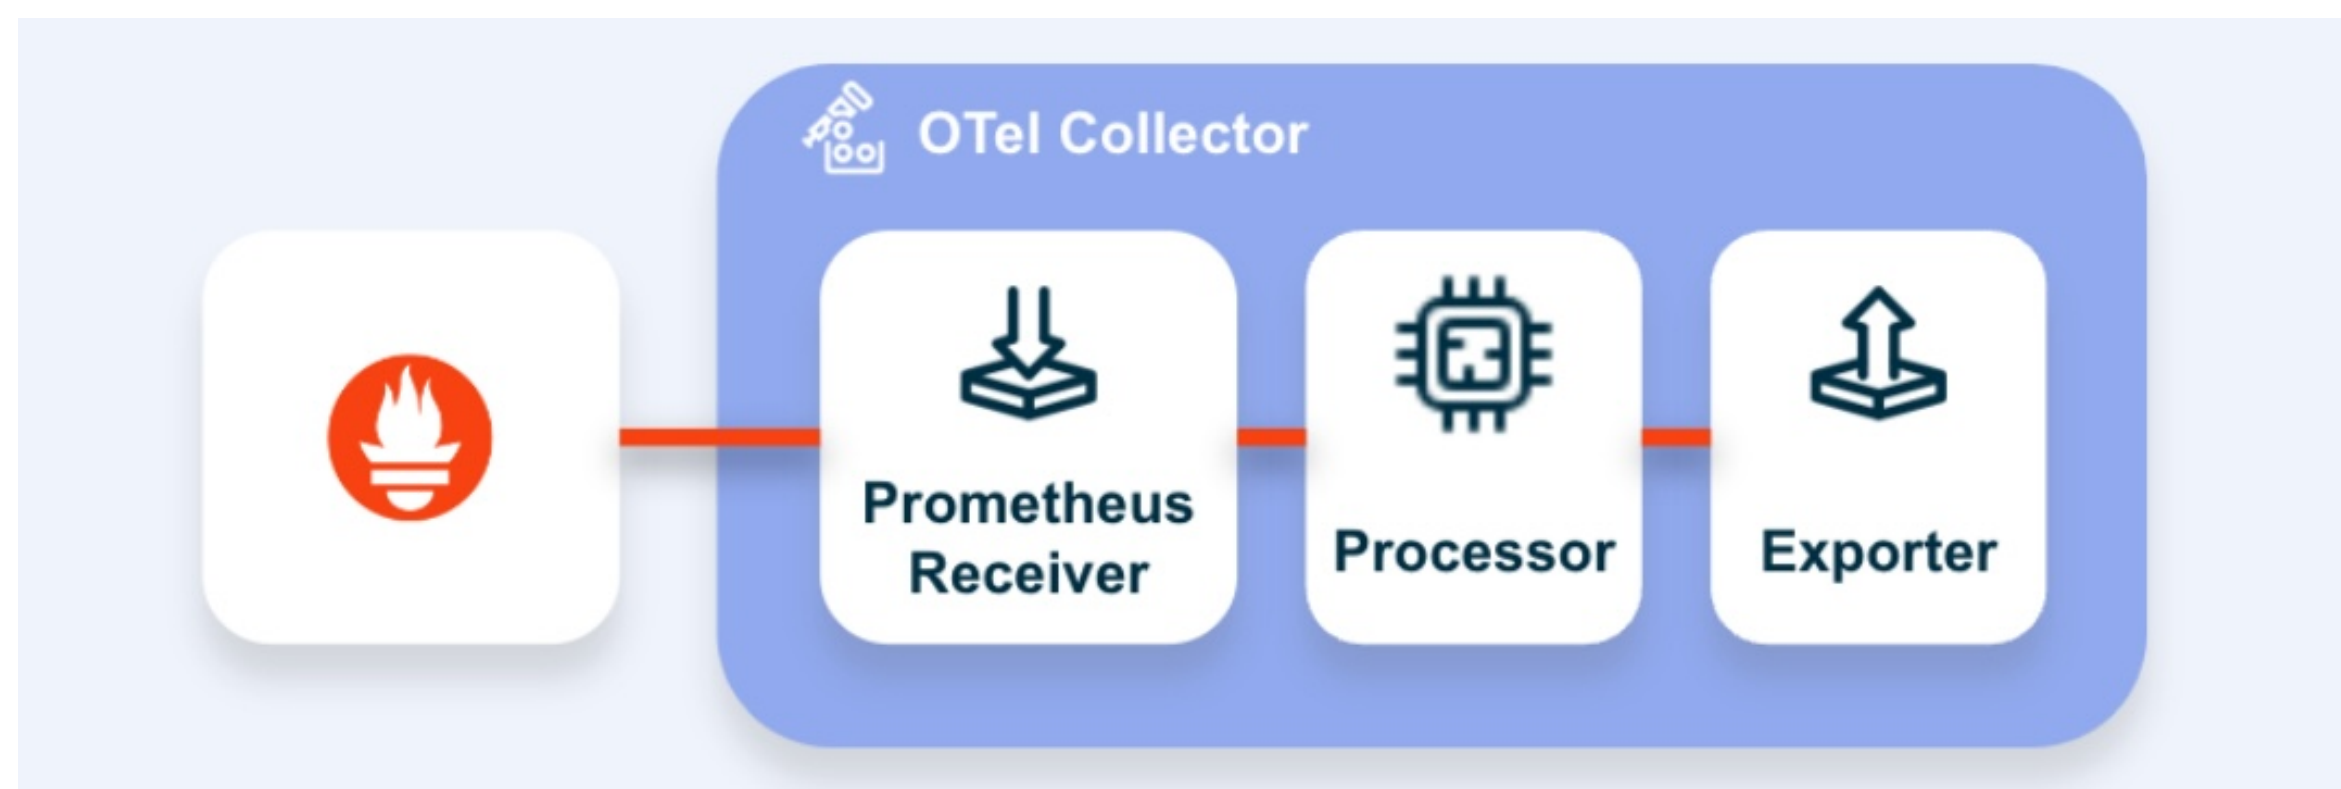 OTel Collector
Prometheus
Receiver
Processor
Exporter